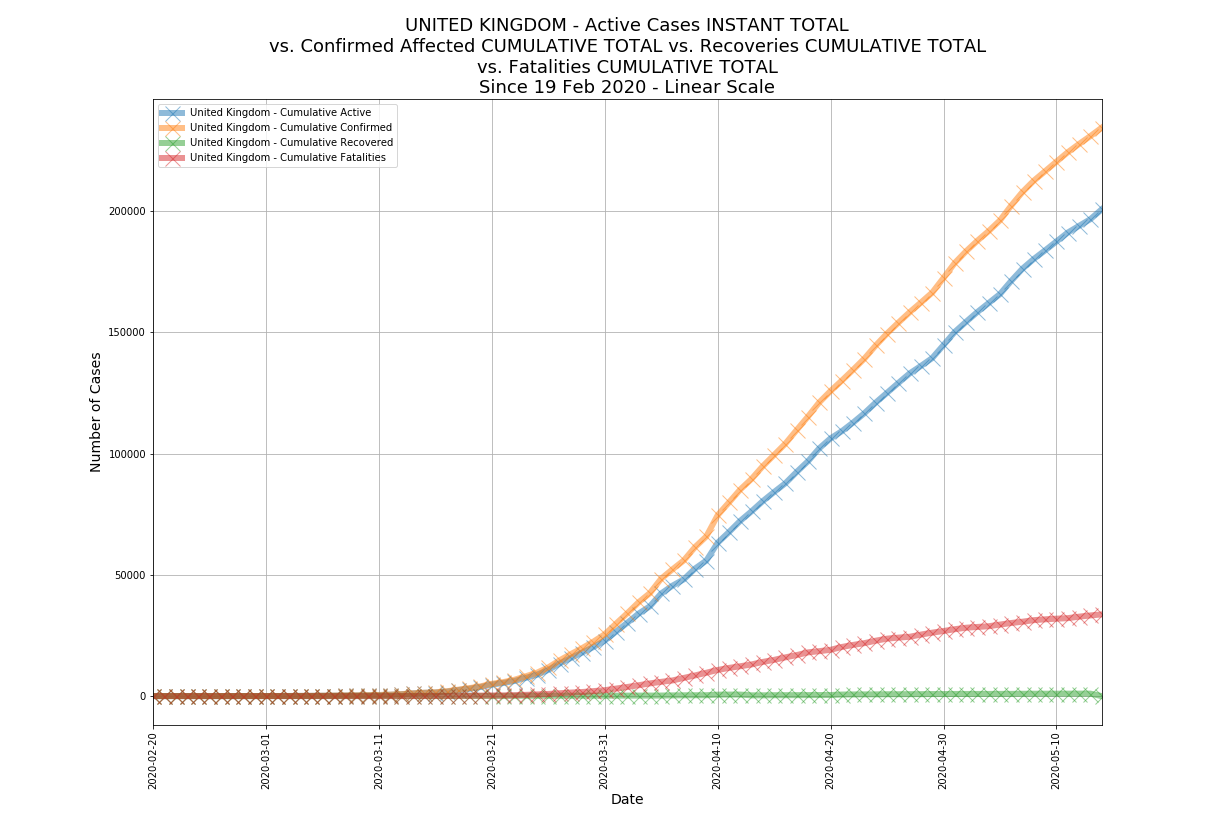 UNITED KINGDOM - Active Cases INSTANT TOTAL
vs. Confirmed Affected CUMULATIVE TOTAL vs. Recoveries CUMULATIVE TOTAL
vs. Fatalities CUMULATIVE TOTAL
Since 19 Feb 2020 - Linear Scale
United Kingdom - Cumulative Active
United Kingdom - Cumulative Confirmed
United Kingdom - Cumulative Recovered
United Kingdom - Cumulative Fatalities
Number of Cases
200000
150000
100000
50000
0
2020-02-20
2020-03-01
2020-03-11
2020-03-21
2020-03-31
2020-04-10
2020-04-20
2020-04-30
2020-05-10
Date